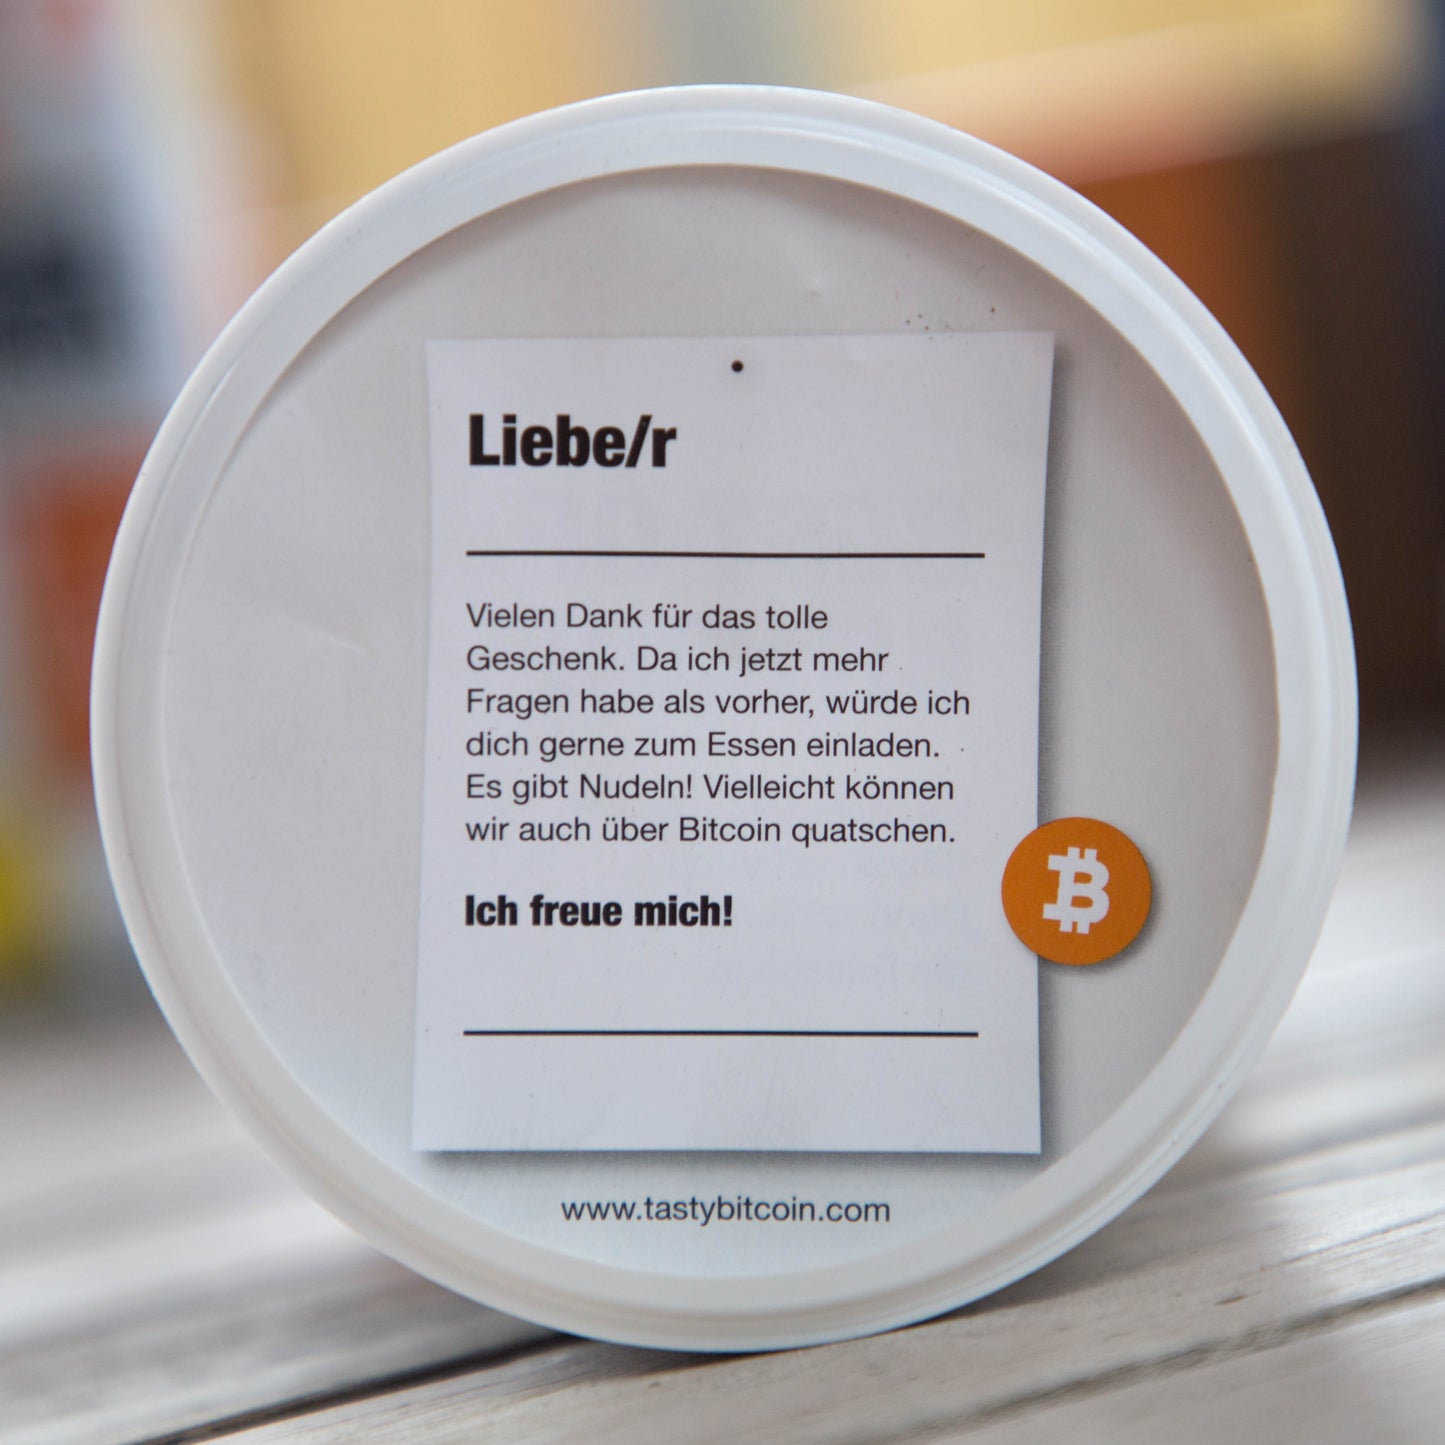 Liebe/r
Vielen Dank für das tolle
Geschenk. Da ich jetzt mehr
Fragen habe als vorher, würde ich
dich gerne zum Essen einladen.
Es gibt Nudeln! Vielleicht können
wir auch über Bitcoin quatschen.
Ich freue mich!
www.tastybitcoin.com